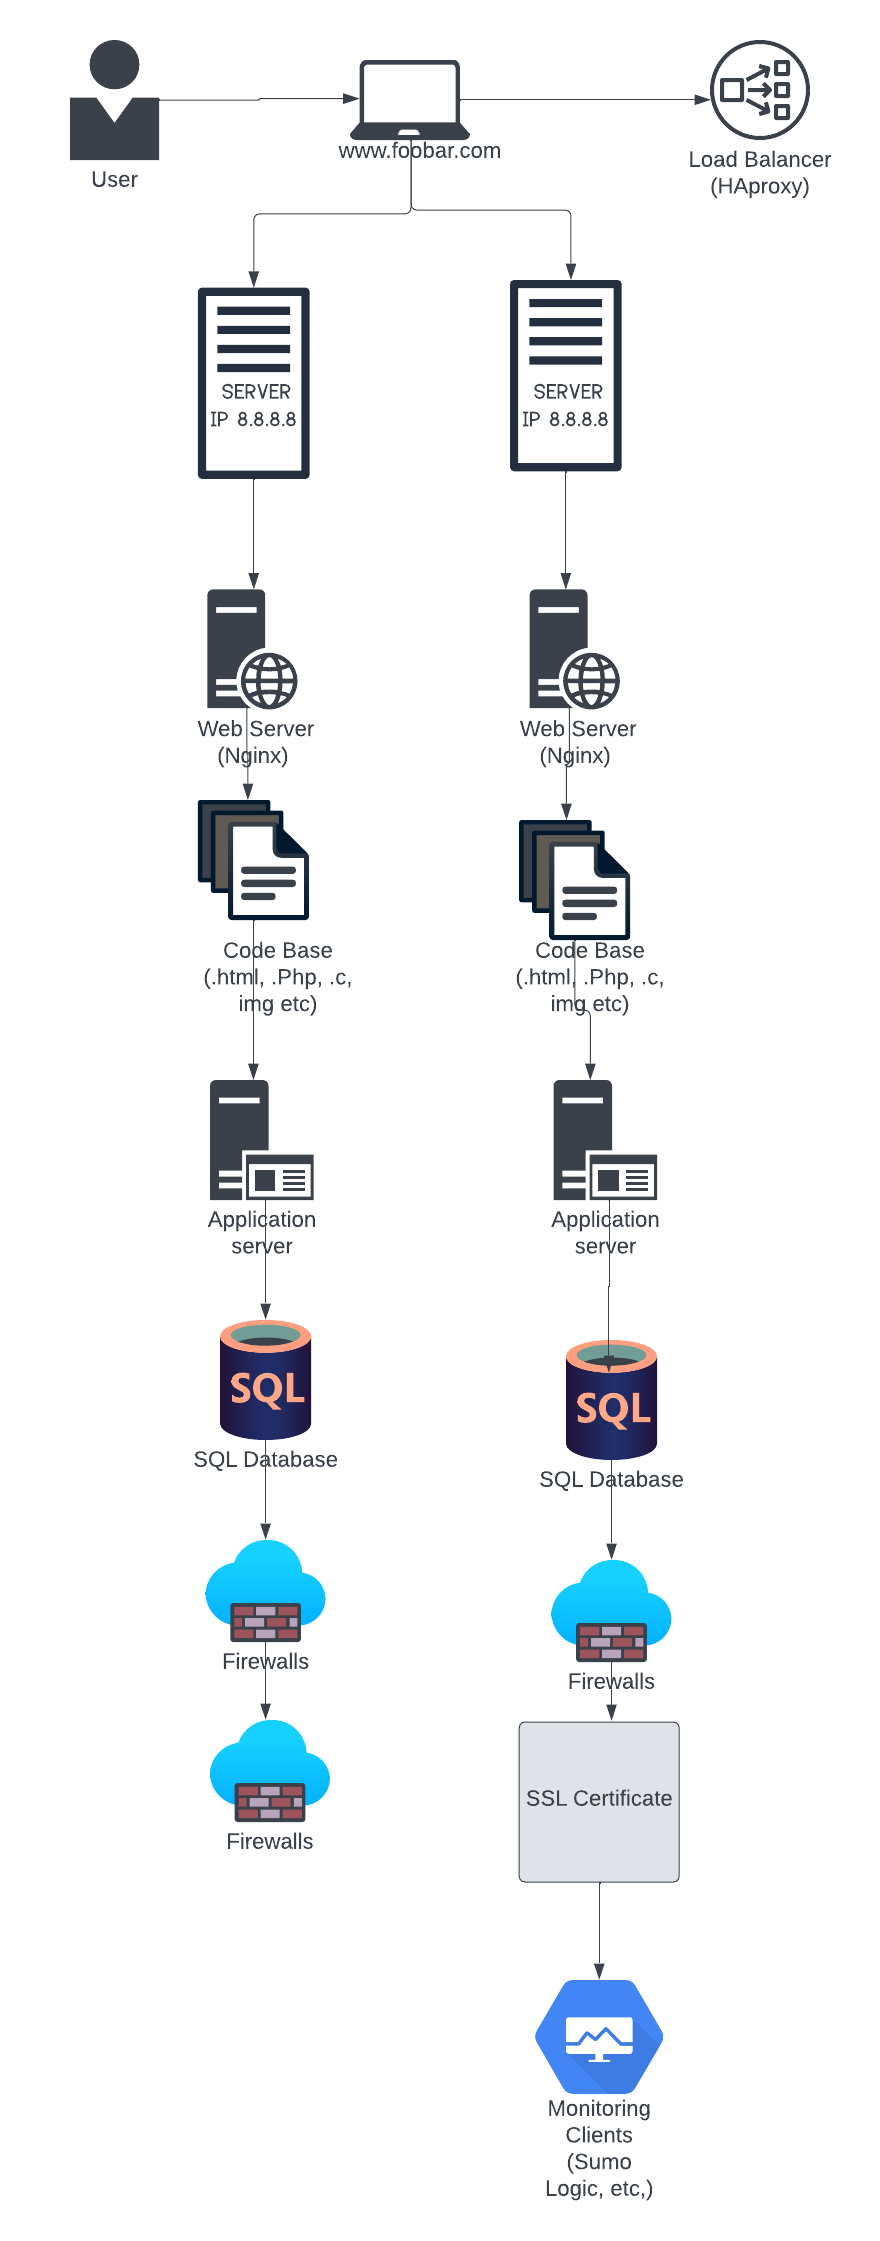 User
www.foobar.com
Load Balancer
(HAproxy)
SERVER
IP 8.8.8.8
SERVER
IP 8.8.8.8
Web Server
(Nginx)
Web Server
(Nginx)
Code Base
(.html, .Php, .c,
img etc)
Code Base
(.html, .Php, .c,
img etc)
Application
server
Application
server
SQL
SQL Database
SQL
SQL Database
Firewalls
Firewalls
Firewalls
SSL Certificate
Monitoring
Clients
(Sumo
Logic, etc,)